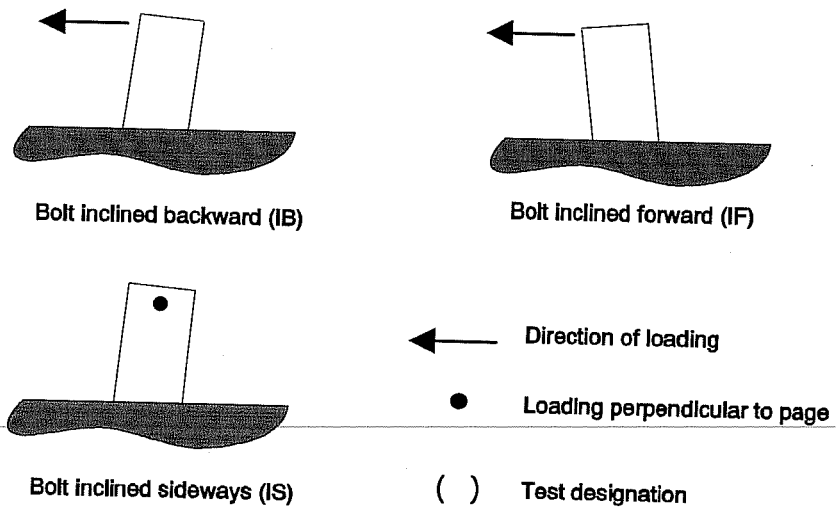 Bolt inclined backward (IB)
Bolt inclined forward (IF)
Direction of loading
Loading perpendicular to page
Bolt inclined sideways (IS)
( ) Test designation